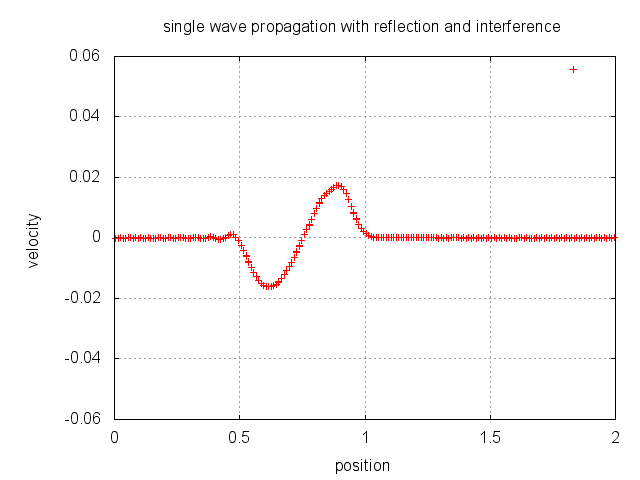 single wave propagation with reflection and interference
0.06
0.04
0.02
0
-0.02
-0.04
-0.06
velocity
0 0.5 1 1.5 2
position